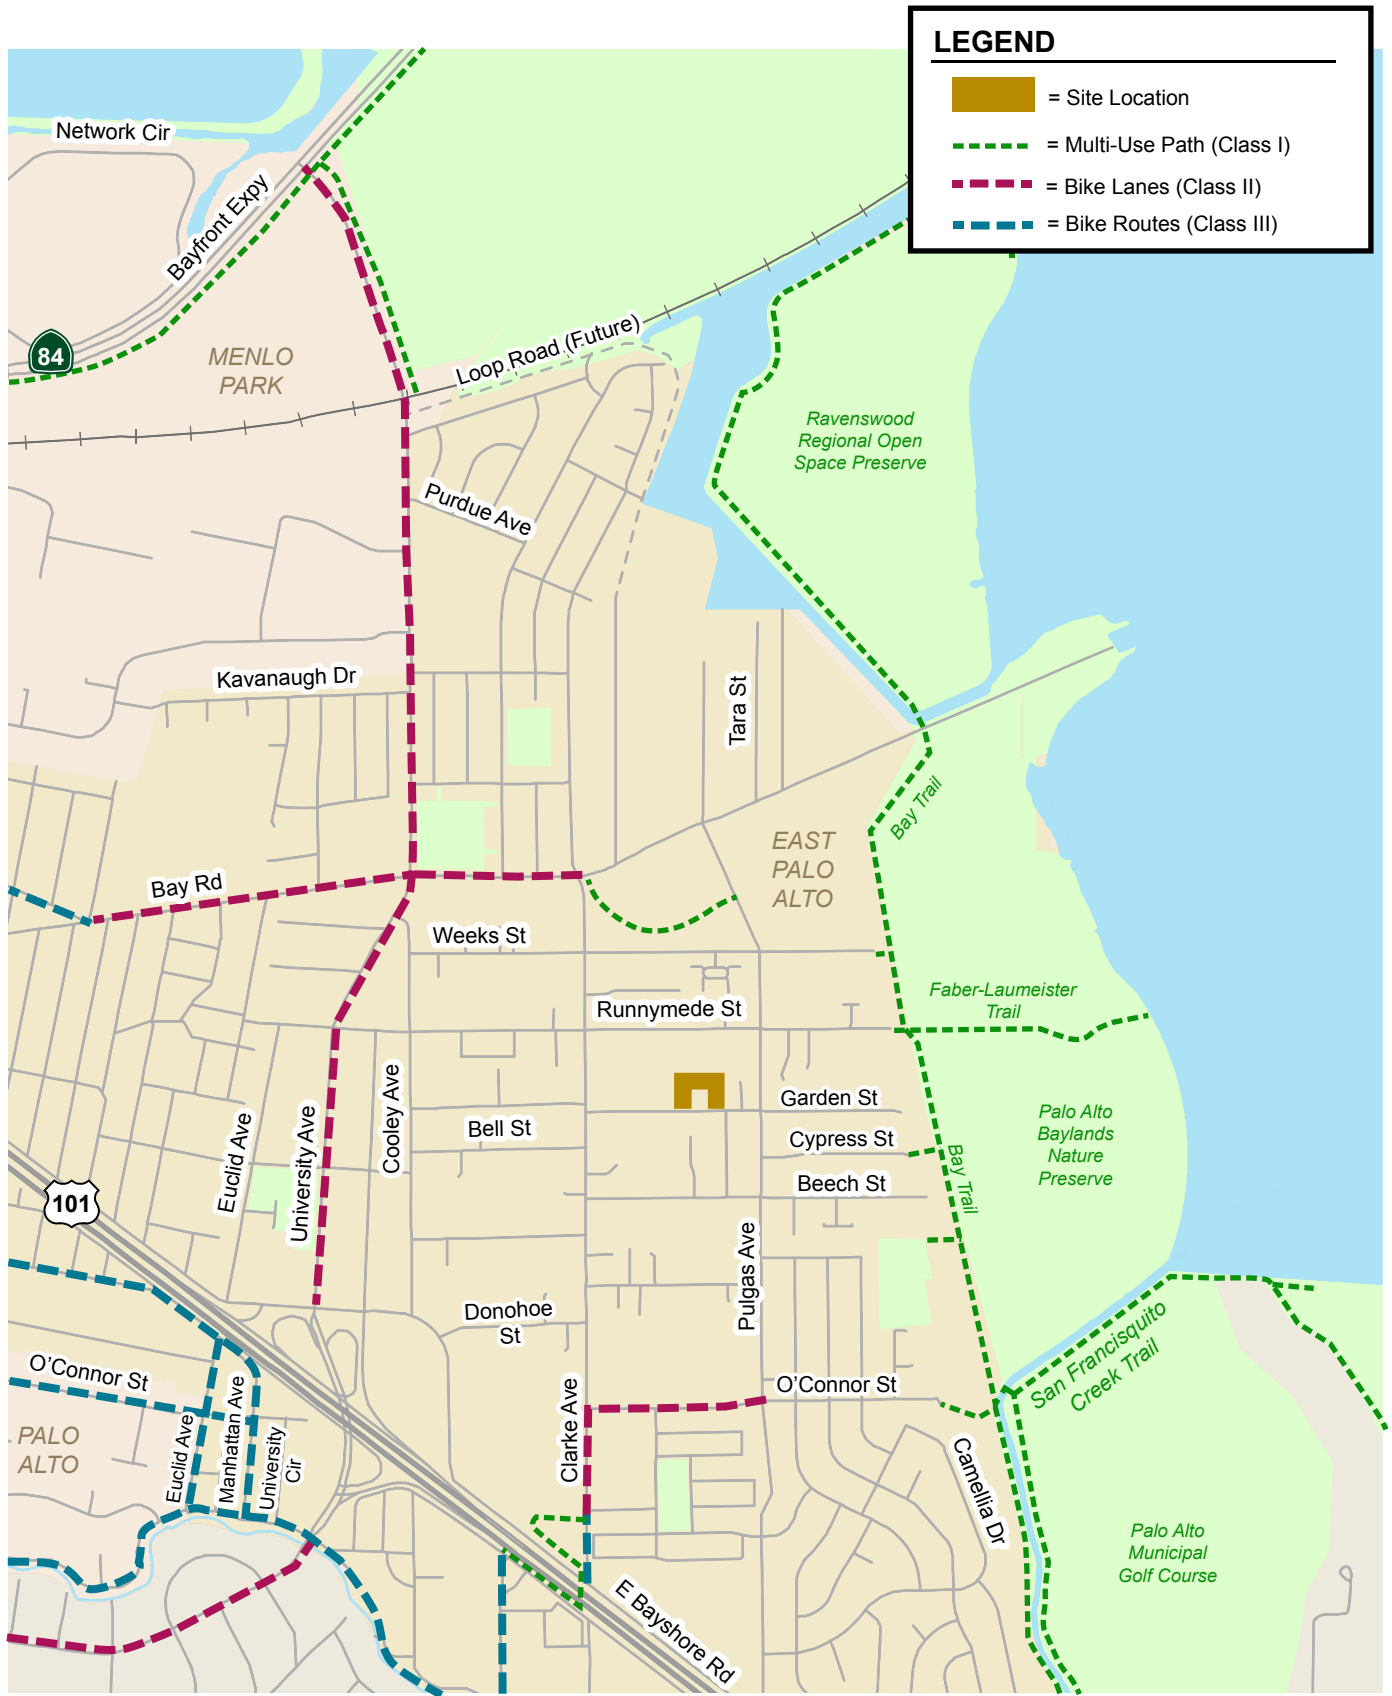 LEGEND
= Site Location
= Multi-Use Path (Class I)
= Bike Lanes (Class II)
= Bike Routes (Class III)
Network Cir
Bayfront Expy
84
MENLO
PARK
Loop Road (Future)
Ravenswood
Regional Open
Space Preserve
Purdue Ave
Kavanaugh Dr
Tara St
Bay Trail
EAST
PALO
ALTO
Bay Rd
Weeks St
Faber-Laumeister
Trail
Runnymede St
Garden St
Palo Alto
Baylands
Nature
Preserve
Bell St
Cypress St
Cooley Ave
Euclid Ave
University Ave
Beech St
Bay Trail
101
Pulgas Ave
Donohoe
St
San Francisquito
Creek Trail
O'Connor St
O'Connor St
Clarke Ave
PALO
ALTO
Euclid Ave
Manhattan Ave
University
Cir
Camellia Dr
Palo Alto
Municipal
Golf Course
E Bayshore Rd